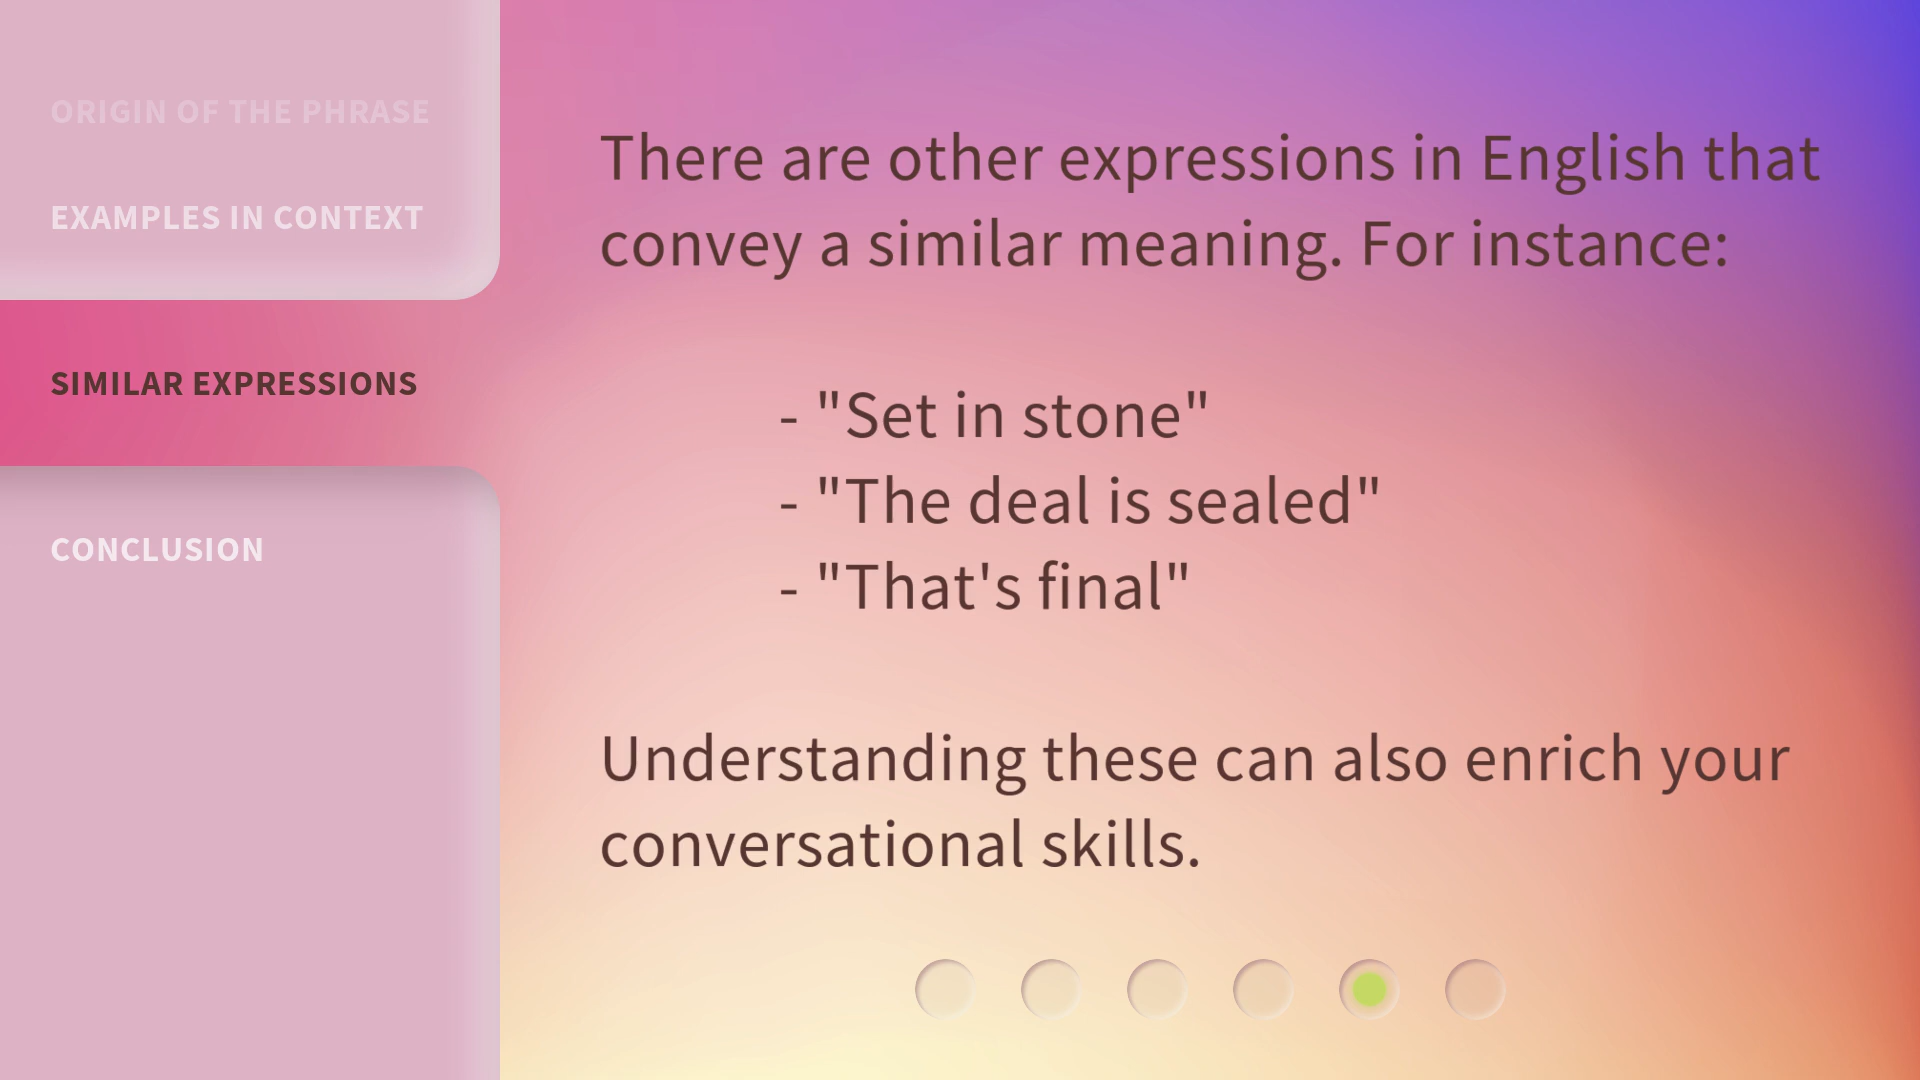 ORIGIN OF THE PHRASE
EXAMPLES IN CONTEXT
SIMILAR EXPRESSIONS
CONCLUSION
There are other expressions in English that
convey a similar meaning. For instance:
- "Set in stone"
- "The deal is sealed"
- "That's final"
Understanding these can also enrich your
conversational skills.